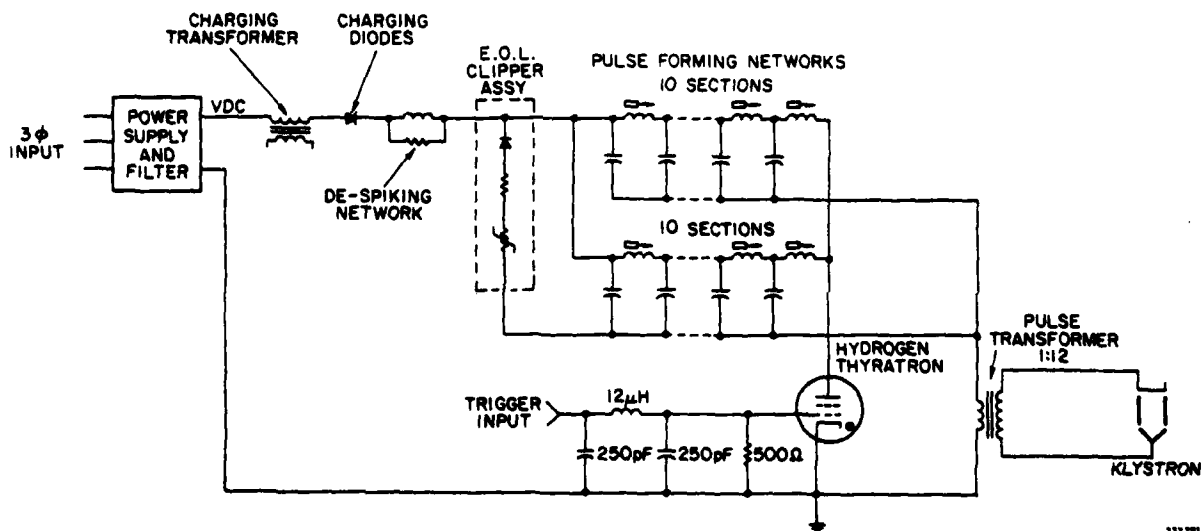 CHARGING
TRANSFORMER
CHARGING
DIODES
E.O.L.
CLIPPER
ASSY
PULSE FORMING NETWORKS
10 SECTIONS
3ϕ
INPUT
POWER
SUPPLY
AND
FILTER
VDC
DE-SPIKING
NETWORK
10 SECTIONS
HYDROGEN
THYRATRON
PULSE
TRANSFORMER
1:12
TRIGGER
INPUT
12μH
250pF
250pF
500Ω
KLYSTRON